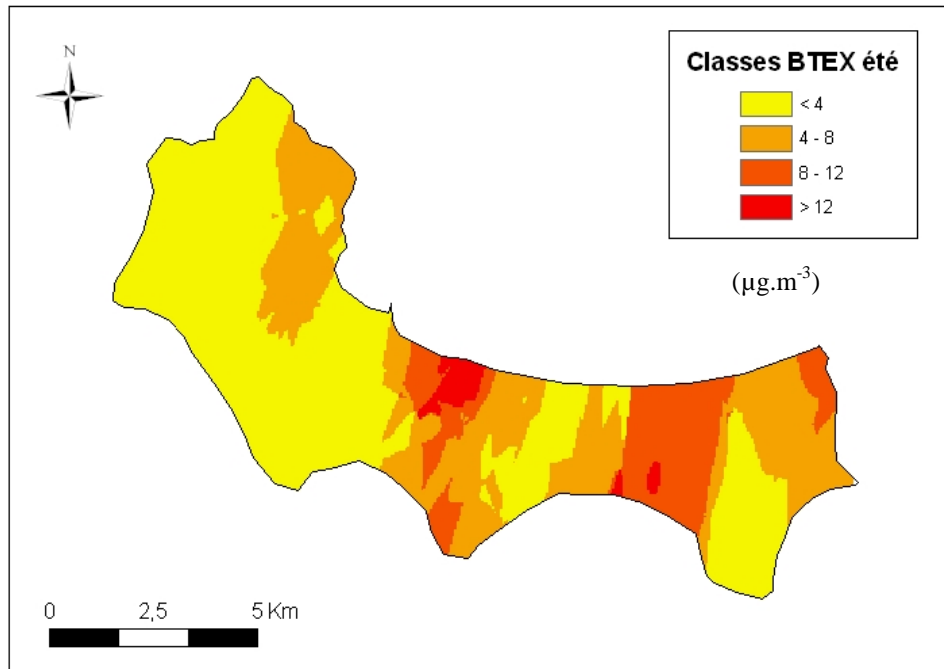 N
Classes BTEX été
< 4
4 - 8
8 - 12
> 12
(µg.m⁻³)
0 2,5 5 Km